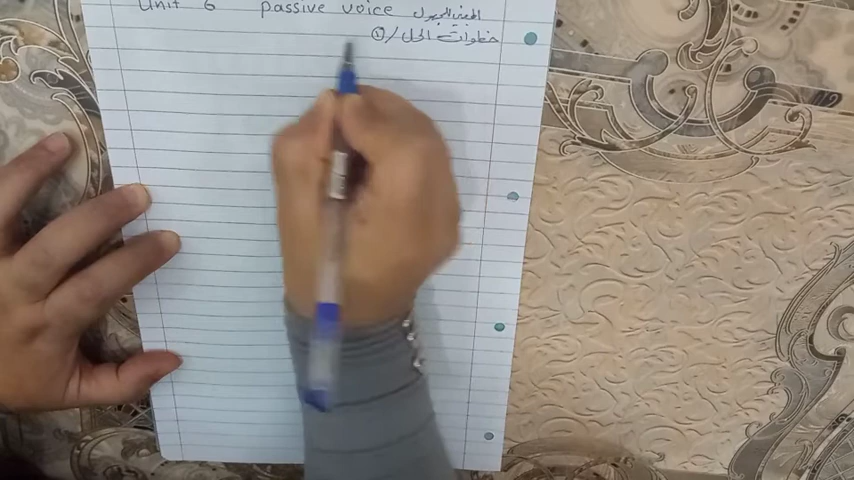 Unit 6 passive voice المبني للمجهول
خطوات الحل / ①